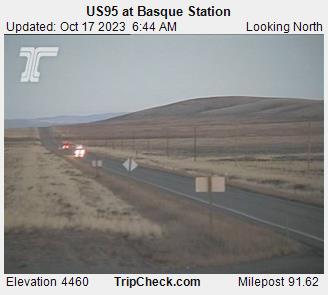 US95 at Basque Station
Updated: Oct 17 2023 6:44 AM Looking North
Elevation 4460 TripCheck.com Milepost 91.62